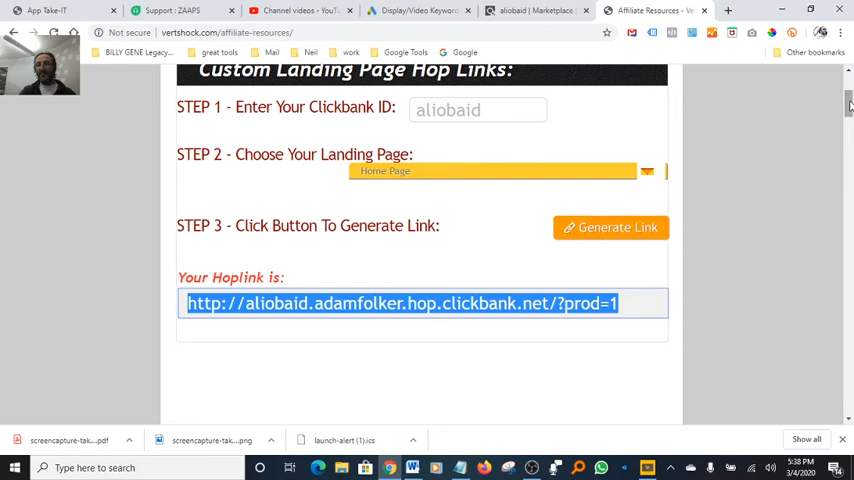 App Take-IT
Support : ZAAPS
Channel videos - YouT
Display/Video Keyword
aliobaid | Marketplace
Affiliate Resources - Ve
Not secure | vertshock.com/affiliate-resources/
BILLY GENE Legacy...
great tools
Mail
Neil
work
Google Tools
Google
Other bookmarks
Custom Landing Page Hop Links:
STEP 1 - Enter Your Clickbank ID:
aliobaid
STEP 2 - Choose Your Landing Page:
Home Page
STEP 3 - Click Button To Generate Link:
Generate Link
Your Hoplink is:
http://aliobaid.adamfolker.hop.clickbank.net/?prod=1
screencapture-tak....pdf
screencapture-tak....png
launch-alert (1).ics
Show all
Type here to search
5:38 PM
3/4/2020